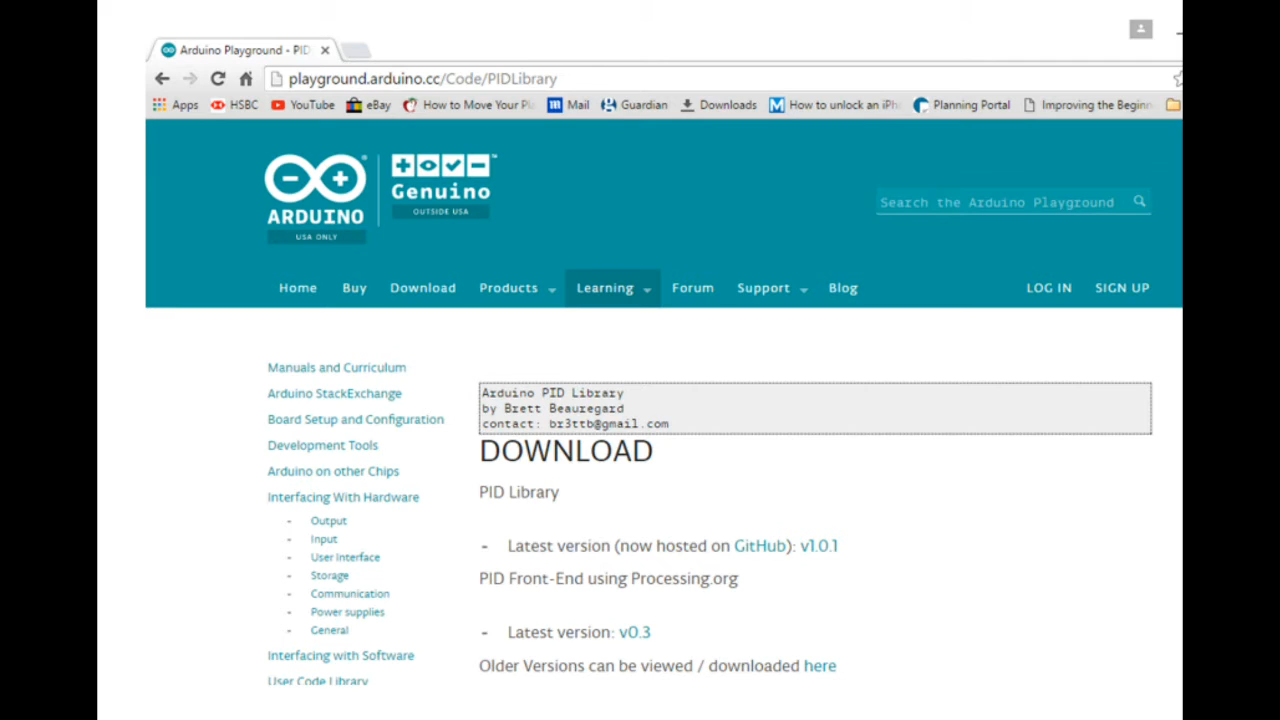 Arduino Playground - PID
playground.arduino.cc/Code/PIDLibrary
Apps HSBC YouTube eBay How to Move Your Mail Guardian Downloads How to unlock an Planning Portal Improving the
ARDUINO
USA ONLY
Genuino
OUTSIDE USA
Search the Arduino Playground
Home Buy Download Products Learning Forum Support Blog LOG IN SIGN UP
Manuals and Curriculum
Arduino StackExchange
Board Setup and Configuration
Development Tools
Arduino on other Chips
Interfacing With Hardware
- Output
- Input
- User Interface
- Storage
- Communication
- Power supplies
- General
Interfacing with Software
User Code Library
Arduino PID Library
by Brett Beauregard
contact: br3ttb@gmail.com
DOWNLOAD
PID Library
- Latest version (now hosted on GitHub): v1.0.1
PID Front-End using Processing.org
- Latest version: v0.3
Older Versions can be viewed / downloaded here